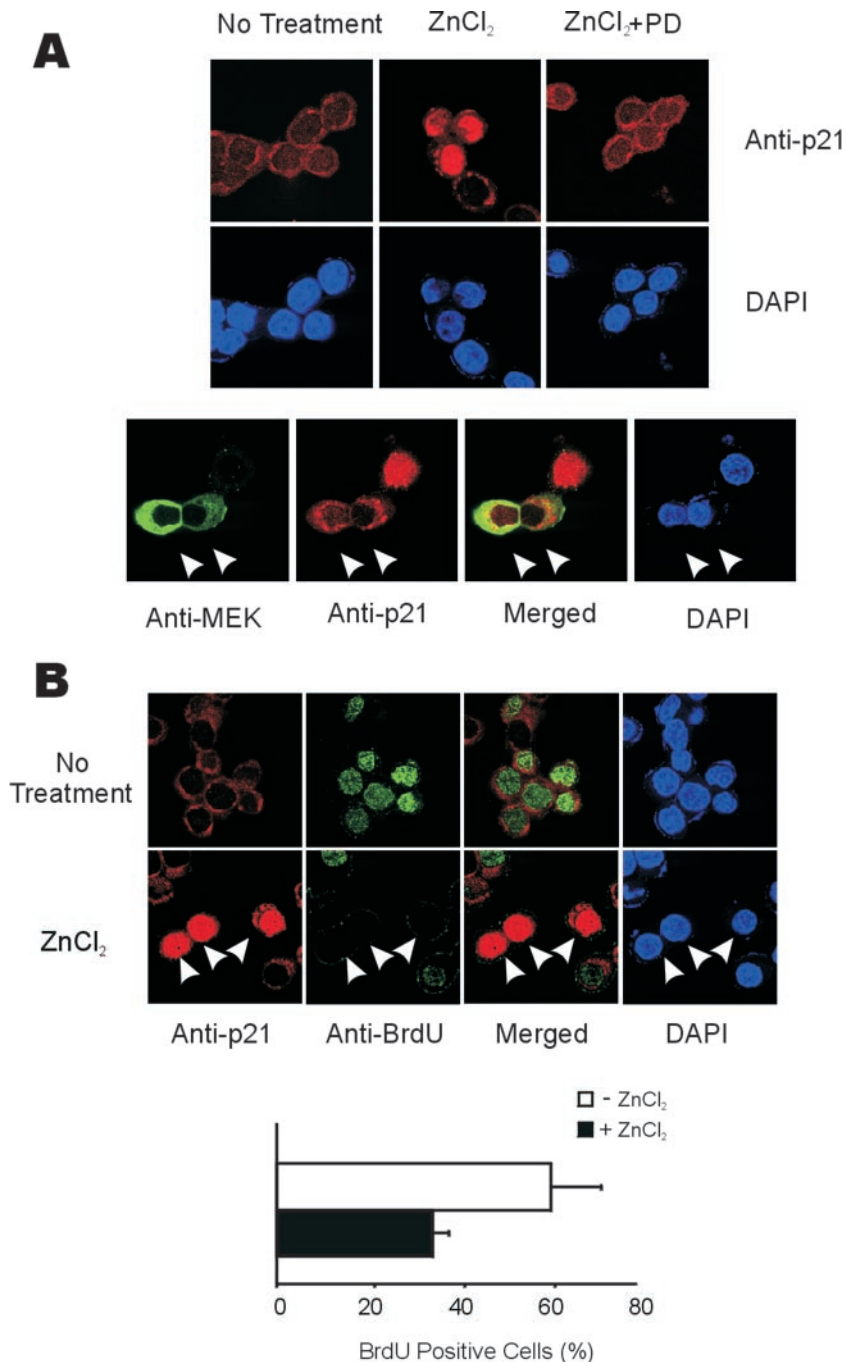 A
No Treatment ZnCl₂ ZnCl₂+PD
Anti-p21
DAPI
Anti-MEK Anti-p21 Merged DAPI
B
No
Treatment
ZnCl₂
Anti-p21 Anti-BrdU Merged DAPI
- ZnCl₂
+ ZnCl₂
0 20 40 60 80
BrdU Positive Cells (%)